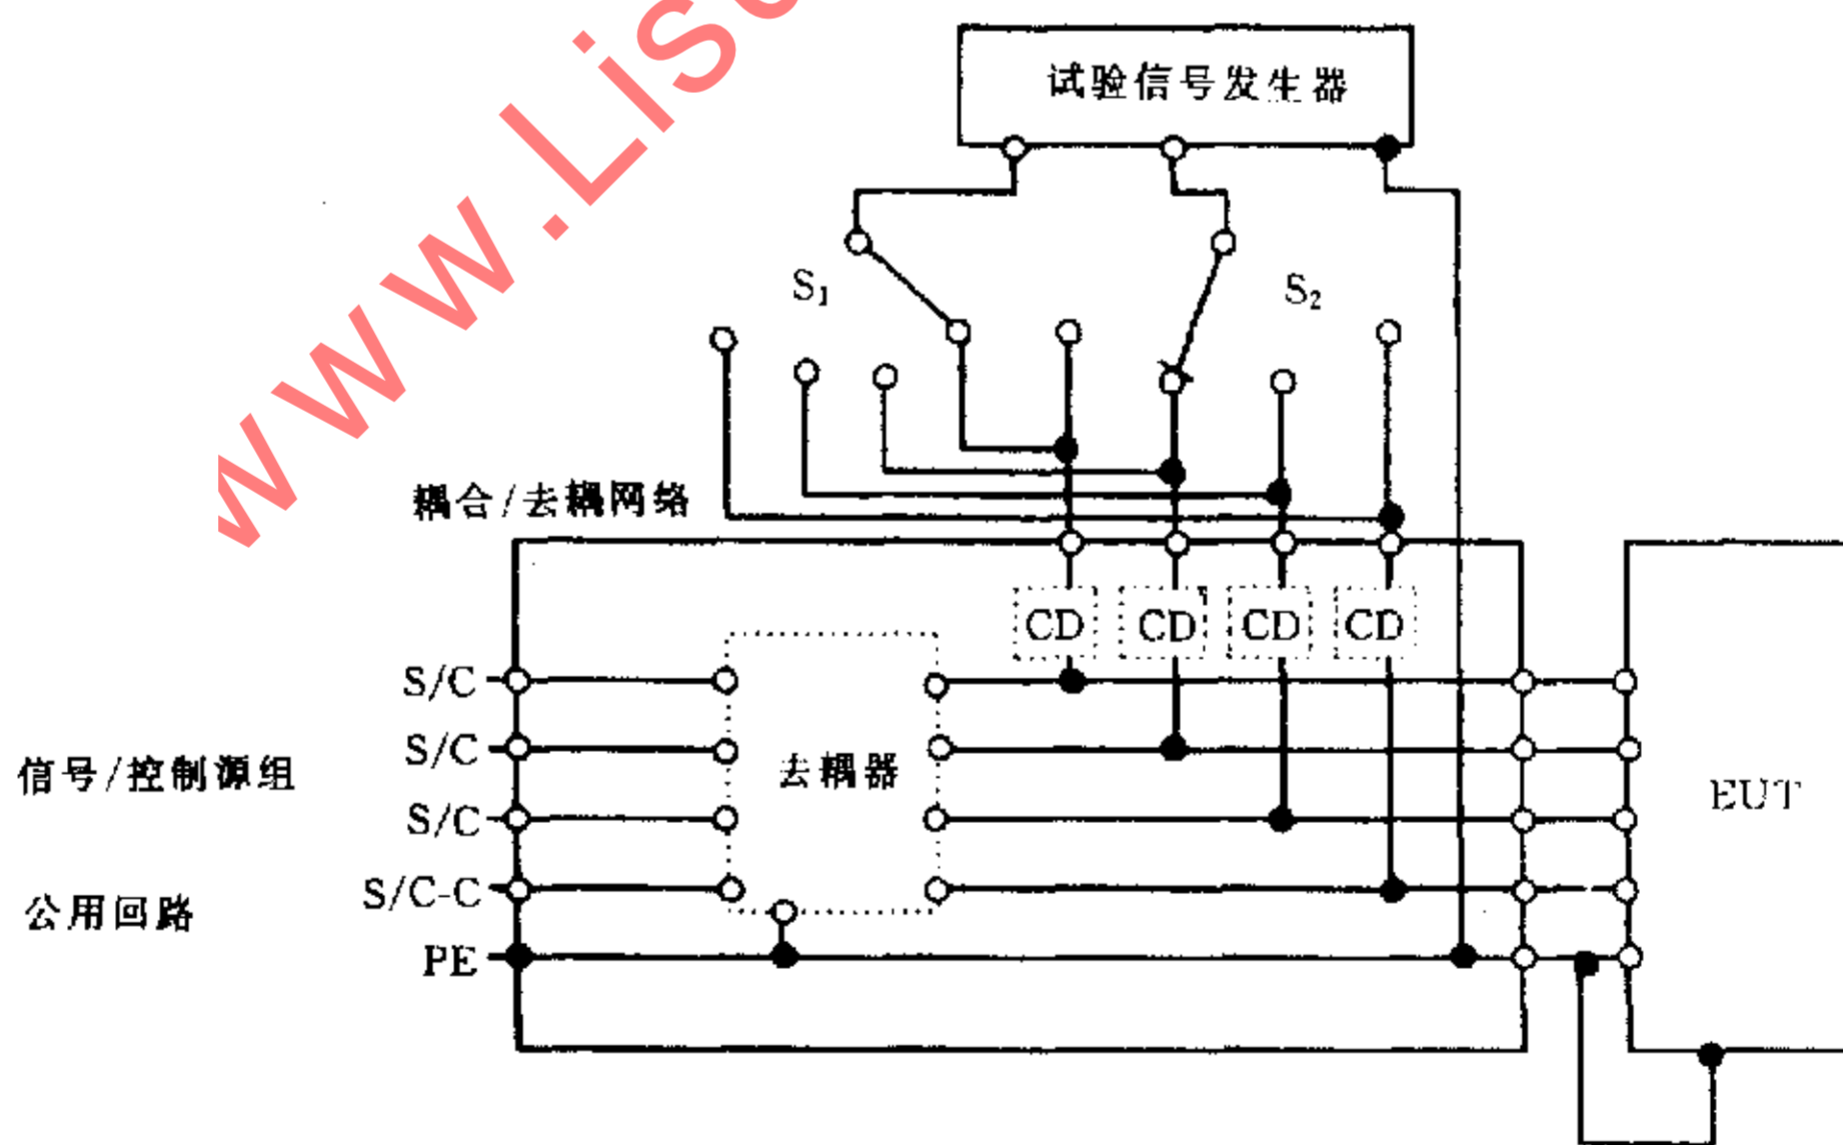 www.Lis
试验信号发生器
S₁
S₂
耦合/去耦网络
CD
CD
CD
CD
S/C
S/C
信号/控制源组
去耦器
EUT
S/C
公用回路
S/C-C
PE